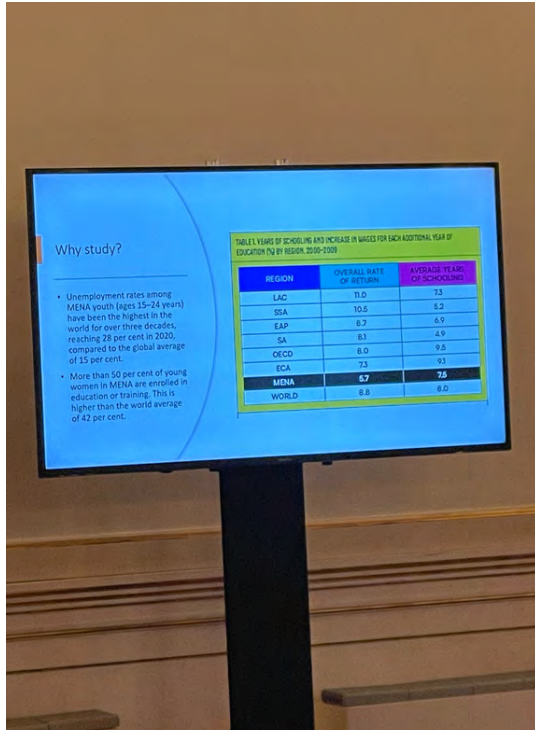 Why study?
• Unemployment rates among
MENA youth (ages 15–24 years)
have been the highest in the
world for over three decades,
reaching 28 per cent in 2020,
compared to the global average
of 15 per cent.
• More than 50 per cent of young
women in MENA are enrolled in
education or training. This is
higher than the world average
of 42 per cent.
TABLE 1. YEARS OF SCHOOLING AND INCREASE IN WAGES FOR EACH ADDITIONAL YEAR OF
EDUCATION (%) BY REGION, 2000-2009
REGION OVERALL RATE OF RETURN AVERAGE YEARS OF SCHOOLING
LAC 11.0 7.3
SSA 10.5 5.2
EAP 8.7 6.9
SA 8.1 4.9
OECD 8.0 9.5
ECA 7.3 9.1
MENA 5.7 7.5
WORLD 8.8 8.0